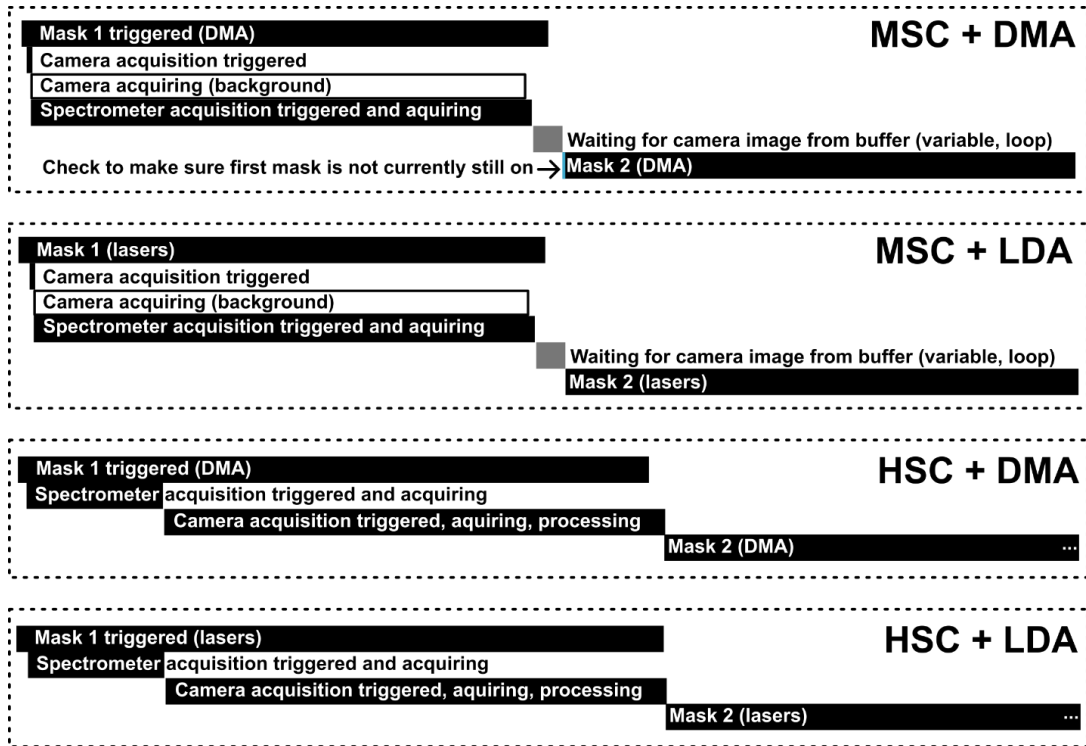 Mask 1 triggered (DMA)
MSC + DMA
Camera acquisition triggered
Camera acquiring (background)
Spectrometer acquisition triggered and aquiring
Waiting for camera image from buffer (variable, loop)
Check to make sure first mask is not currently still on → Mask 2 (DMA)
Mask 1 (lasers)
MSC + LDA
Camera acquisition triggered
Camera acquiring (background)
Spectrometer acquisition triggered and aquiring
Waiting for camera image from buffer (variable, loop)
Mask 2 (lasers)
Mask 1 triggered (DMA)
HSC + DMA
Spectrometer acquisition triggered and acquiring
Camera acquisition triggered, aquiring, processing
Mask 2 (DMA) ...
Mask 1 triggered (lasers)
HSC + LDA
Spectrometer acquisition triggered and acquiring
Camera acquisition triggered, aquiring, processing
Mask 2 (lasers) ...